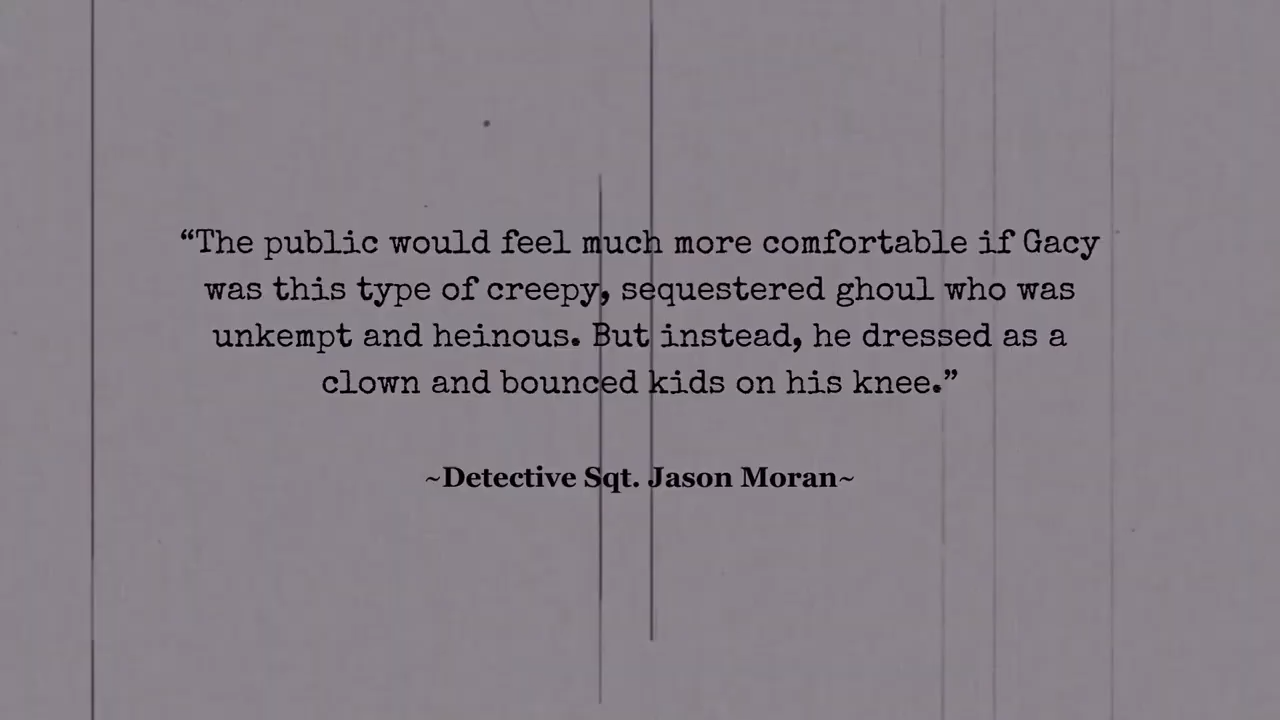 “The public would feel much more comfortable if Gacy
was this type of creepy, sequestered ghoul who was
unkempt and heinous. But instead, he dressed as a
clown and bounced kids on his knee.”
~Detective Sqt. Jason Moran~